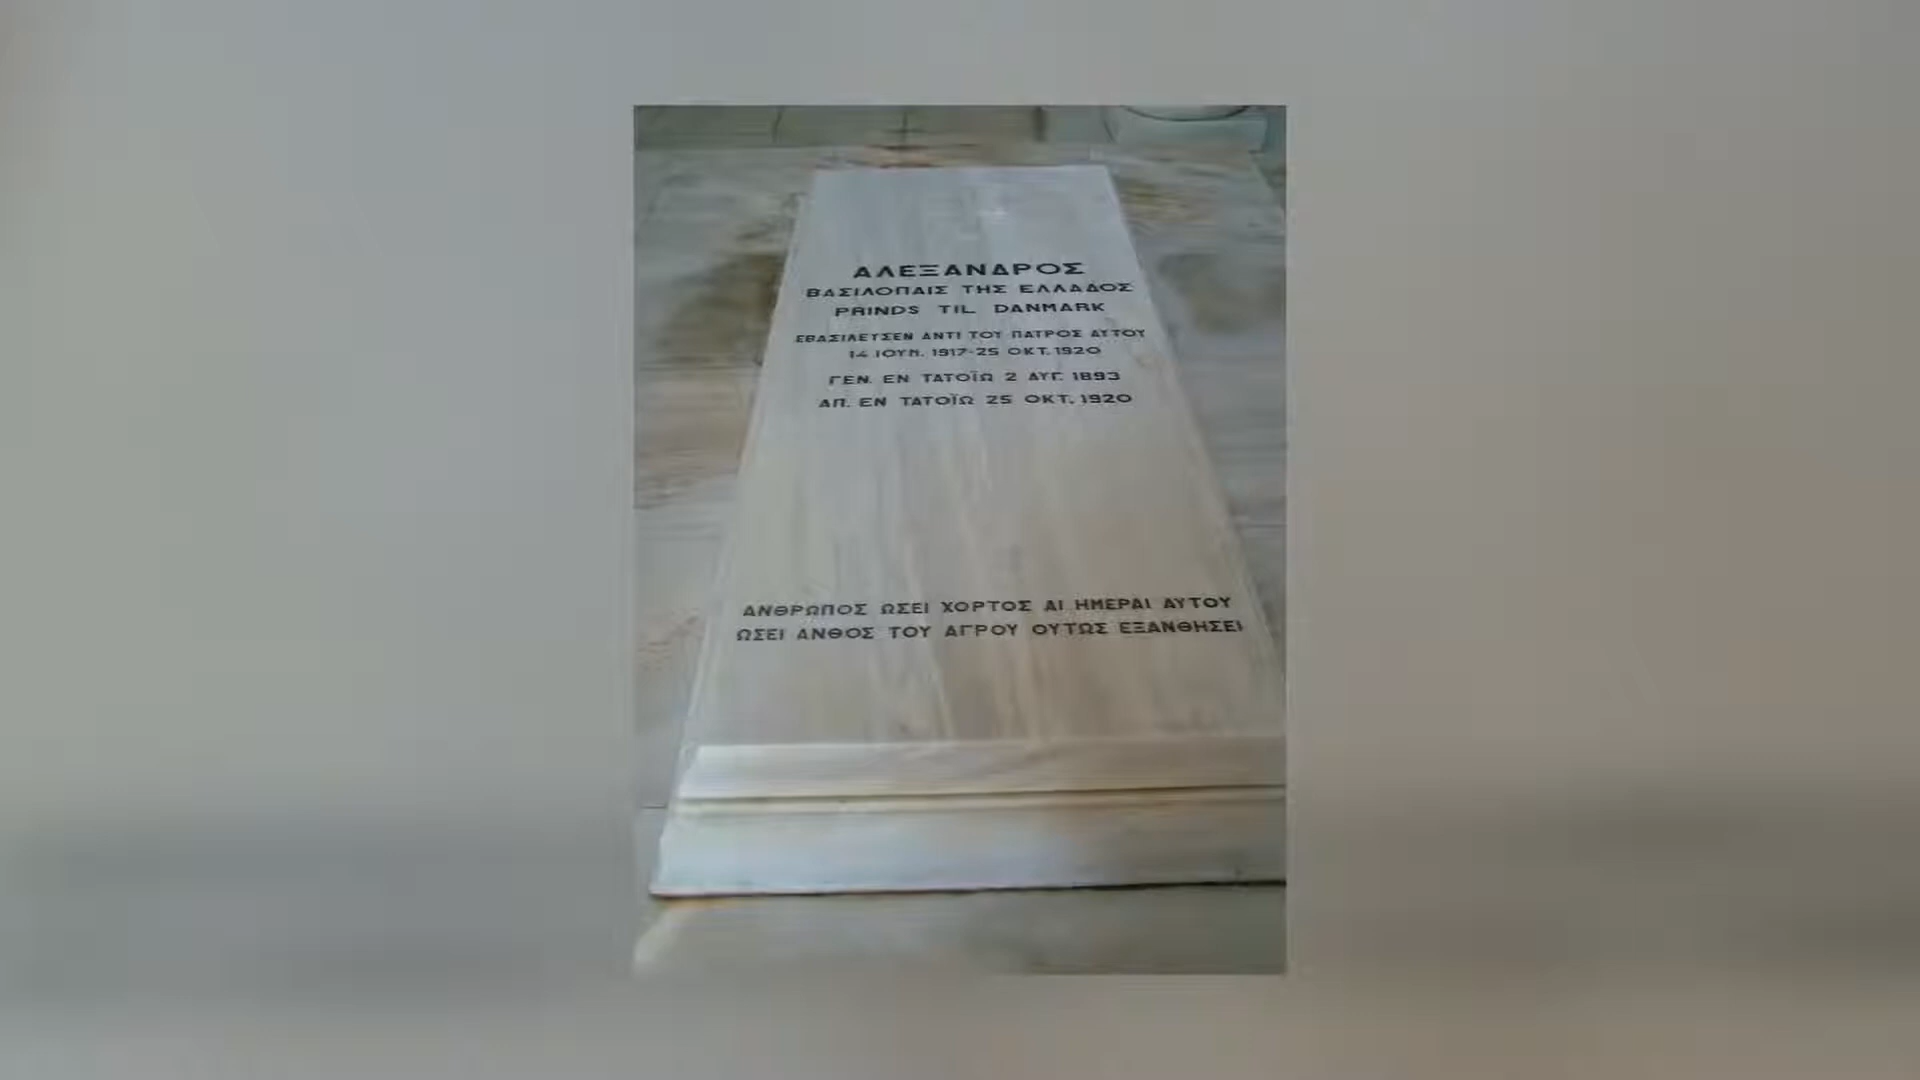 ΑΛΕΞΑΝΔΡΟΣ
ΒΑΣΙΛΟΠΑΙΣ ΤΗΣ ΕΛΛΑΔΟΣ
PRINDS TIL DANMARK
ΕΒΑΣΙΛΕΥΣΕΝ ΑΝΤΙ ΤΟΥ ΠΑΤΡΟΣ ΑΥΤΟΥ
14 ΙΟΥΝ. 1917-25 ΟΚΤ. 1920
ΓΕΝ. ΕΝ ΤΑΤΟΪΩ 2 ΑΥΓ. 1893
ΑΠ. ΕΝ ΤΑΤΟΪΩ 25 ΟΚΤ. 1920
ΑΝΘΡΩΠΟΣ ΩΣΕΙ ΧΟΡΤΟΣ ΑΙ ΗΜΕΡΑΙ ΑΥΤΟΥ
ΩΣΕΙ ΑΝΘΟΣ ΤΟΥ ΑΓΡΟΥ ΟΥΤΩΣ ΕΞΑΝΘΗΣΕΙ